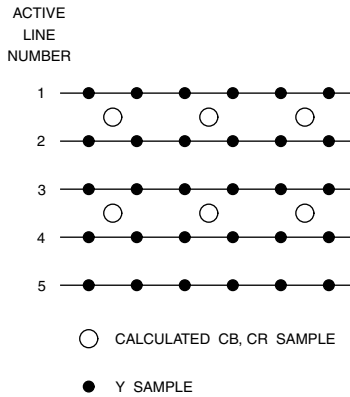 ACTIVE
LINE
NUMBER
1
2
3
4
5
CALCULATED CB, CR SAMPLE
Y SAMPLE